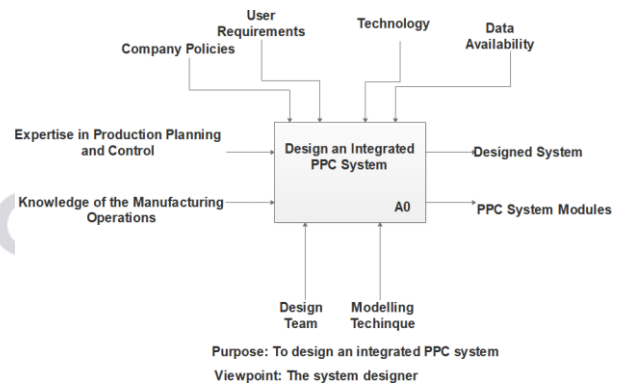 User
Requirements
Technology
Data
Availability
Company Policies
Expertise in Production Planning
and Control
Design an Integrated
PPC System
Designed System
Knowledge of the Manufacturing
Operations
A0
PPC System Modules
Design
Team
Modelling
Techinque
Purpose: To design an integrated PPC system
Viewpoint: The system designer